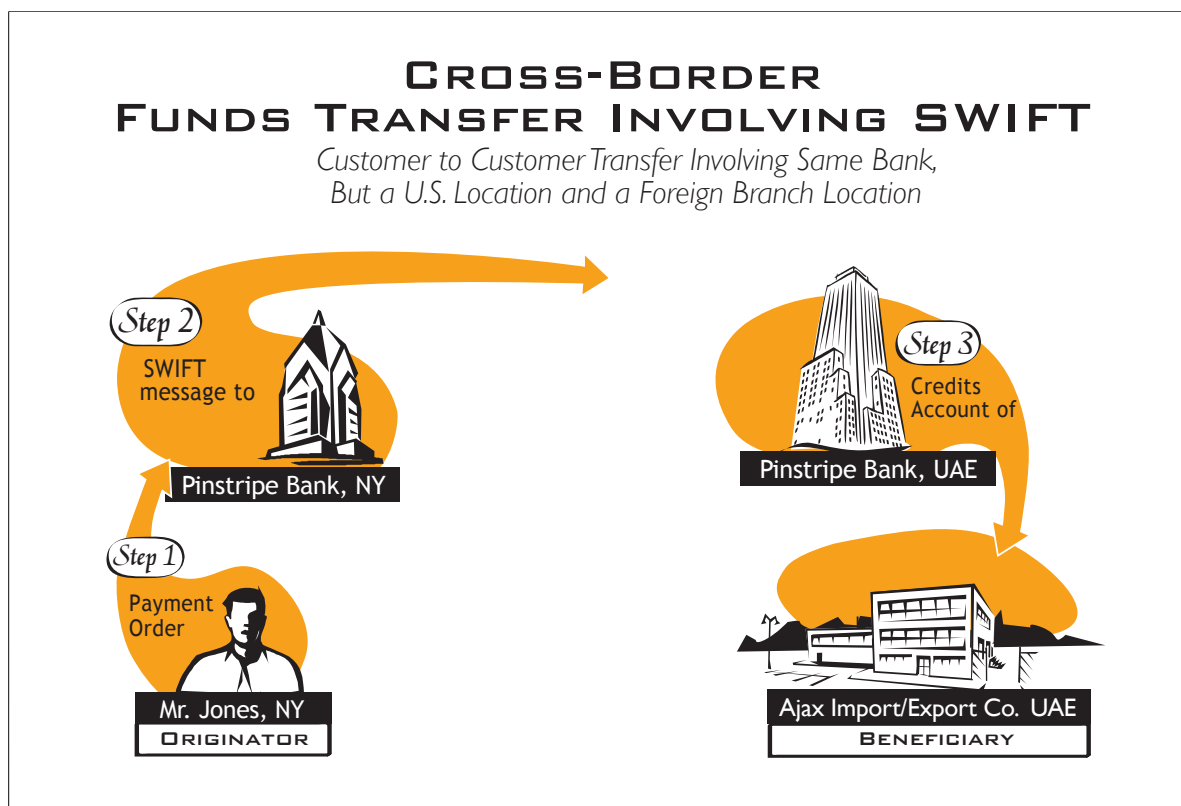 CROSS-BORDER
FUNDS TRANSFER INVOLVING SWIFT
Customer to Customer Transfer Involving Same Bank,
But a U.S. Location and a Foreign Branch Location
Step 2
SWIFT
message to
Pinstripe Bank, NY
Step 3
Credits
Account of
Pinstripe Bank, UAE
Step 1
Payment
Order
Mr. Jones, NY
ORIGINATOR
Ajax Import/Export Co. UAE
BENEFICIARY